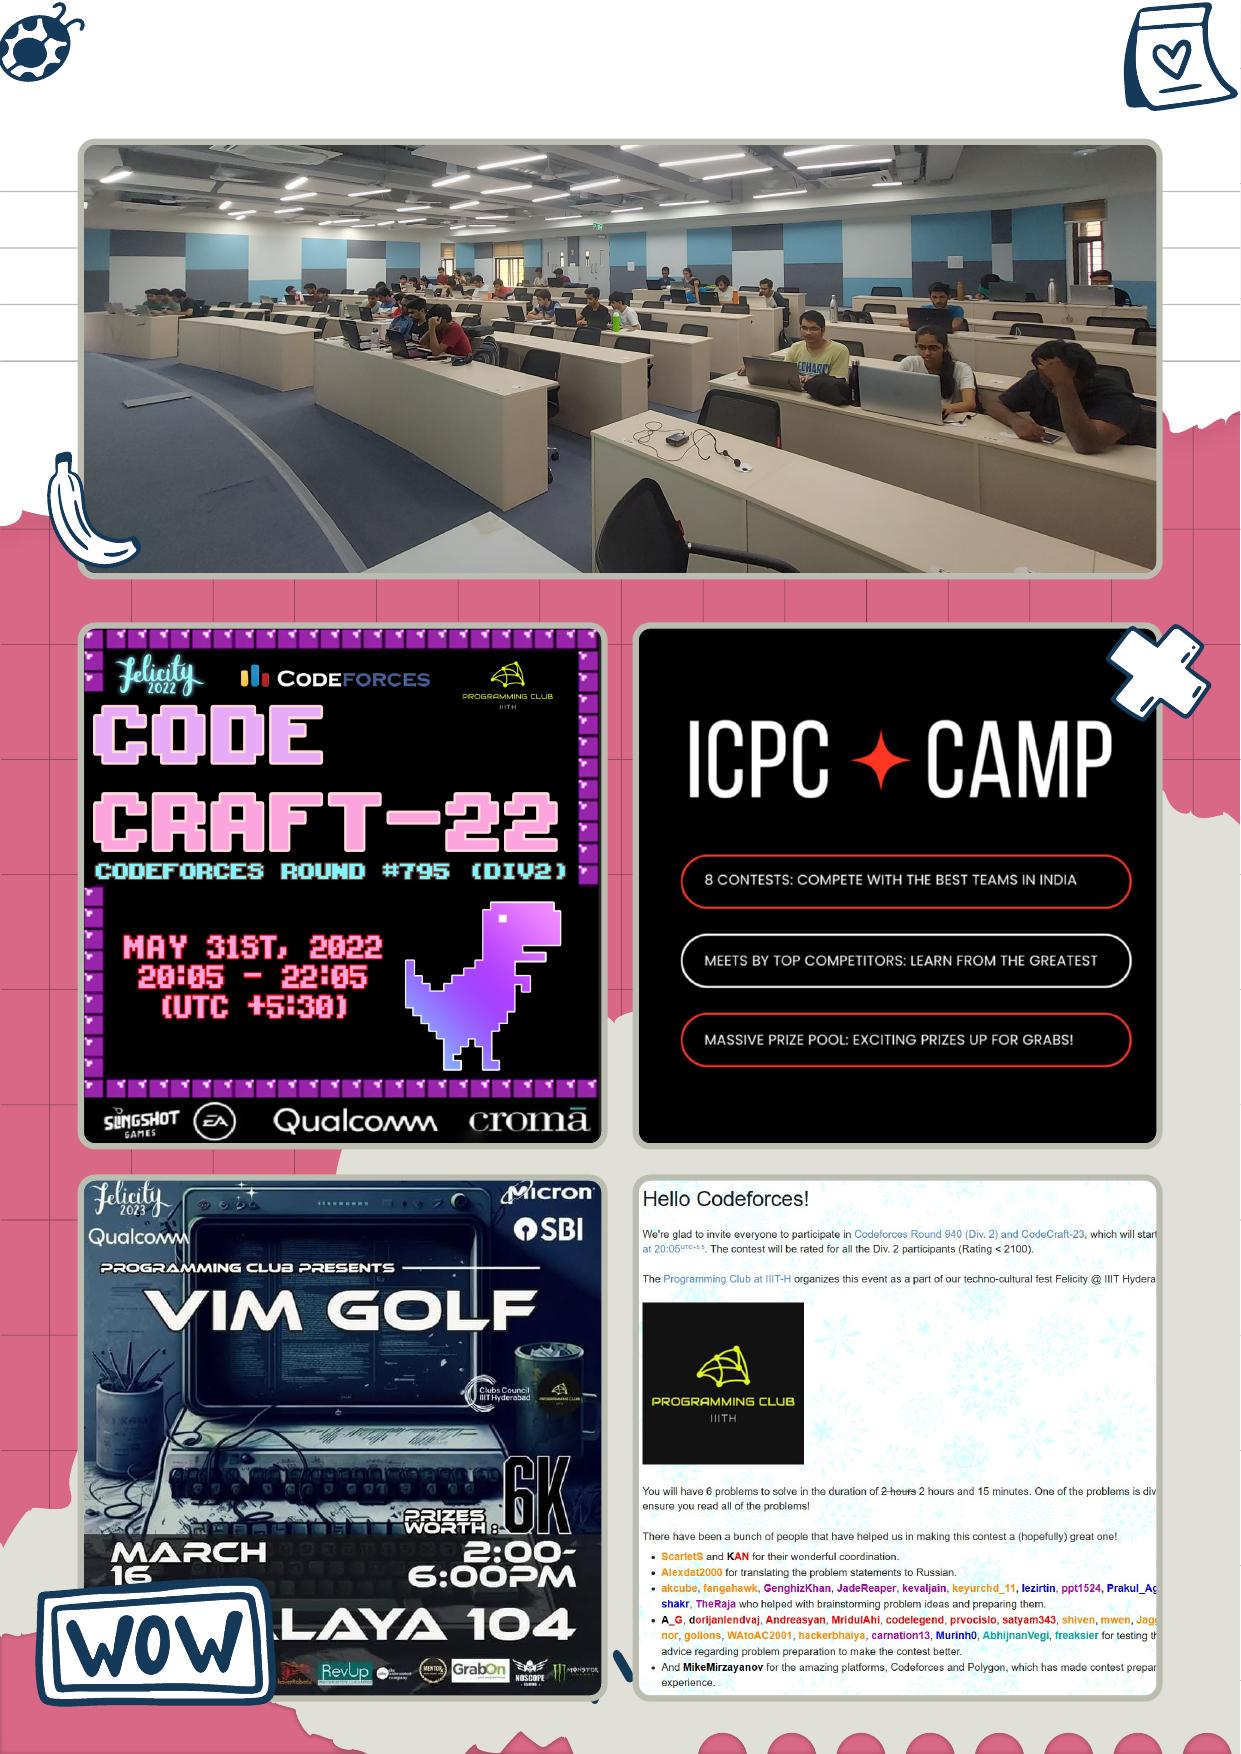 Felicity
2022
CODEFORCES
PROGRAMMING CLUB
IIITH
CODE
CRAFT-22
CODEFORCES ROUND #795 (DIV2)
MAY 31ST, 2022
20:05 - 22:05
(UTC +5:30)
SLINGSHOT
GAMES
EA
Qualcomm
cromā
ICPC CAMP
8 CONTESTS: COMPETE WITH THE BEST TEAMS IN INDIA
MEETS BY TOP COMPETITORS: LEARN FROM THE GREATEST
MASSIVE PRIZE POOL: EXCITING PRIZES UP FOR GRABS!
Felicity
2023
Micron
Qualcomm
SBI
PROGRAMMING CLUB PRESENTS
VIM GOLF
Clubs Council
IIIT Hyderabad
PRIZES
WORTH :
6K
MARCH
16
2:00-
6:00PM
LAYA 104
WOW
RevUp
MENTOR
GrabOn
NOSCOPE
MONSTER
Hello Codeforces!
We're glad to invite everyone to participate in Codeforces Round 940 (Div. 2) and CodeCraft-23, which will start
at 20:05UTC+5.5. The contest will be rated for all the Div. 2 participants (Rating < 2100).
The Programming Club at IIIT-H organizes this event as a part of our techno-cultural fest Felicity @ IIIT Hydera
PROGRAMMING CLUB
IIITH
You will have 6 problems to solve in the duration of 2 hours 2 hours and 15 minutes. One of the problems is div
ensure you read all of the problems!
There have been a bunch of people that have helped us in making this contest a (hopefully) great one!
ScarletS and KAN for their wonderful coordination.
Alexdat2000 for translating the problem statements to Russian.
akcube, fangahawk, GenghizKhan, JadeReaper, kevaljain, keyurchd_11, lezirtin, ppt1524, Prakul_Ag
shakr, TheRaja who helped with brainstorming problem ideas and preparing them.
A_G, dorijanlendvaj, Andreasyan, MridulAhi, codelegend, prvocislo, satyam343, shiven, mwen, Jagg
nor, golions, WAtoAC2001, hackerbhaiya, carnation13, Murinh0, AbhijnanVegi, freaksier for testing th
advice regarding problem preparation to make the contest better.
And MikeMirzayanov for the amazing platforms, Codeforces and Polygon, which has made contest prepar
experience.